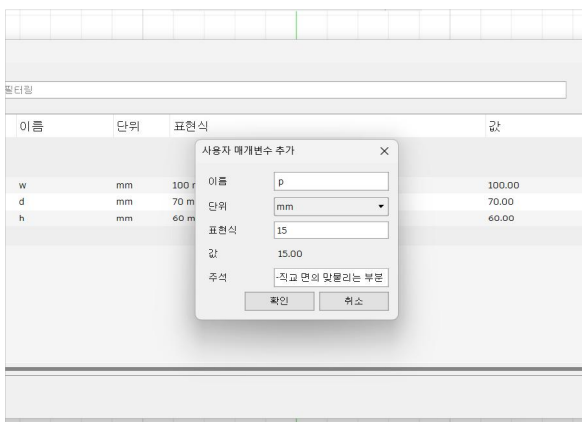 필터링
이름 단위 표현식 값
사용자 매개변수 추가
w mm 100 100.00
d mm 70 m 70.00
h mm 60 m 60.00
이름 p
단위 mm
표현식 15
값 15.00
주석 -직교 면의 맞물리는 부분
확인 취소